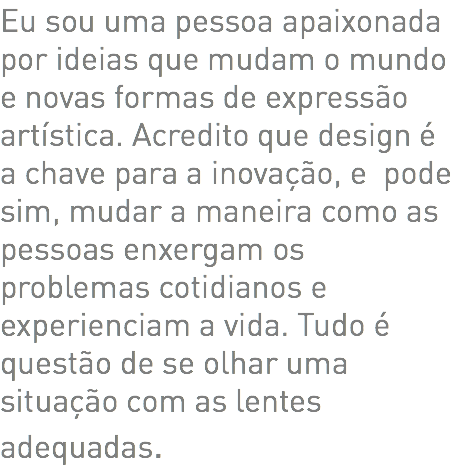 Eu sou uma pessoa apaixonada
por ideias que mudam o mundo
e novas formas de expressão
artística. Acredito que design é
a chave para a inovação, e  pode
sim, mudar a maneira como as
pessoas enxergam os
problemas cotidianos e
experienciam a vida. Tudo é
questão de se olhar uma
situação com as lentes
adequadas.